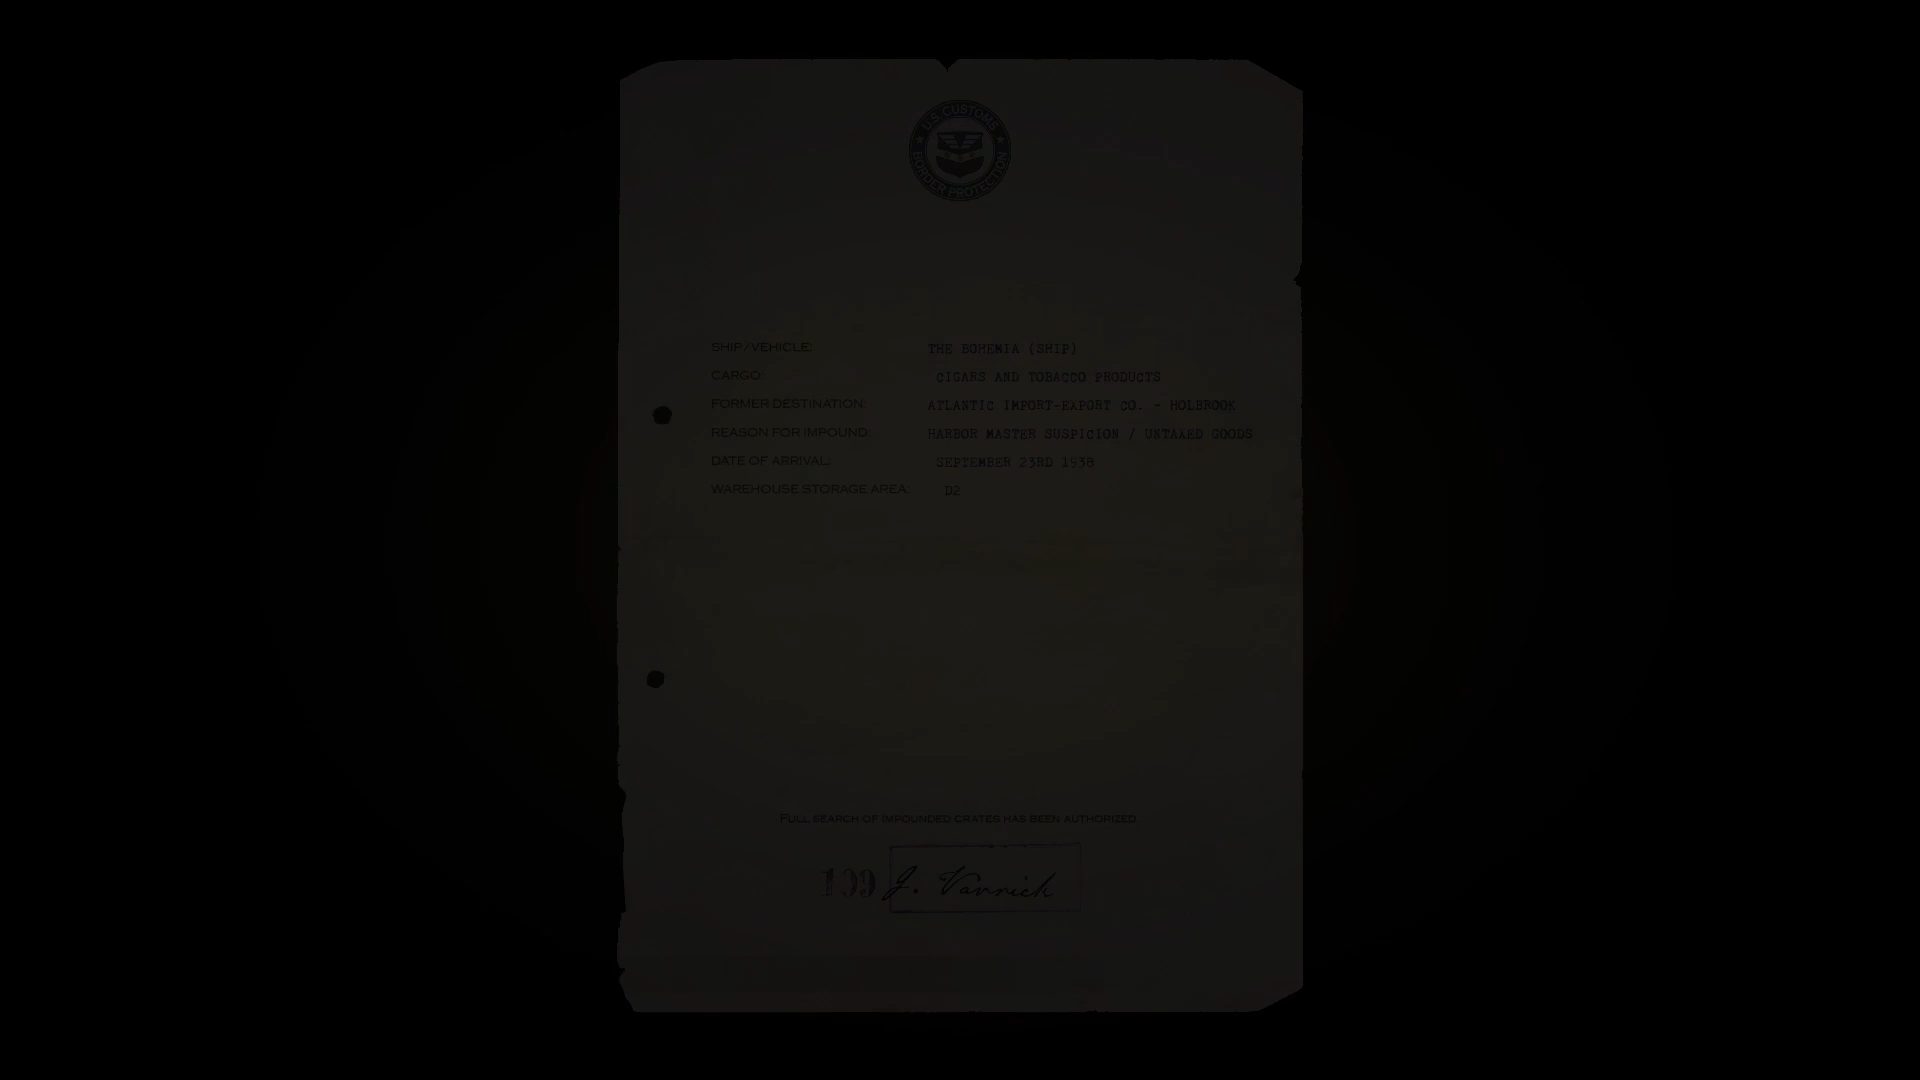 U.S. CUSTOMS
BORDER PROTECTION
SHIP/VEHICLE: THE BOHEMIA (SHIP)
CARGO: CIGARS AND TOBACCO PRODUCTS
FORMER DESTINATION: ATLANTIC IMPORT-EXPORT CO. - HOLBROOK
REASON FOR IMPOUND: HARBOR MASTER SUSPICION / UNTAXED GOODS
DATE OF ARRIVAL: SEPTEMBER 23RD 1938
WAREHOUSE STORAGE AREA: D2
FULL SEARCH OF IMPOUNDED CRATES HAS BEEN AUTHORIZED.
199 J. Vannick